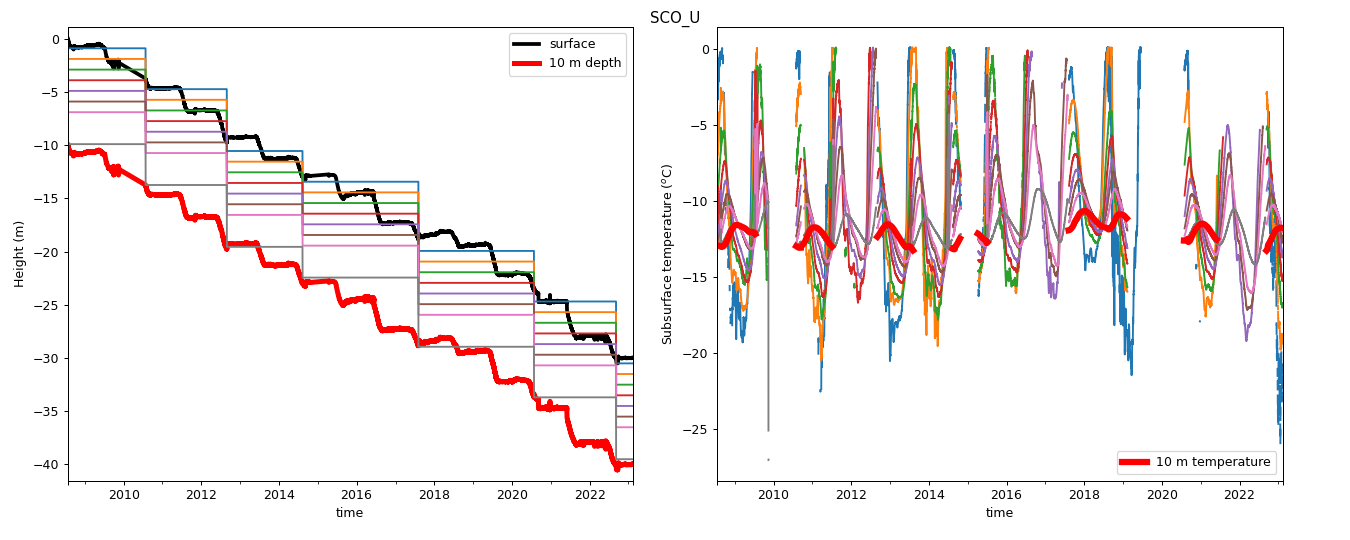 SCO_U
Height (m)
0
−5
−10
−15
−20
−25
−30
−35
−40
surface
10 m depth
2010 2012 2014 2016 2018 2020 2022
time
Subsurface temperature (°C)
0
−5
−10
−15
−20
−25
10 m temperature
2010 2012 2014 2016 2018 2020 2022
time